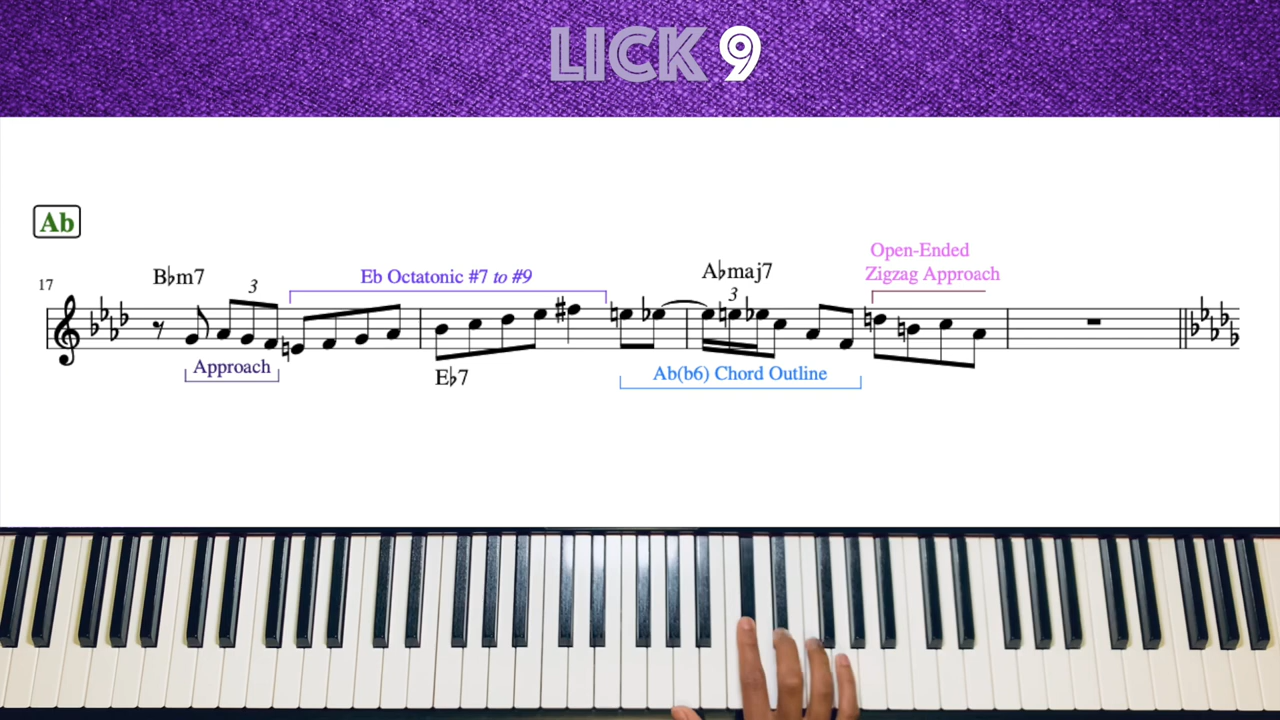 LICK 9
Ab
Open-Ended
Zigzag Approach
17
B♭m7
3
Eb Octatonic #7 to #9
A♭maj7
3
Approach
E♭7
Ab(b6) Chord Outline